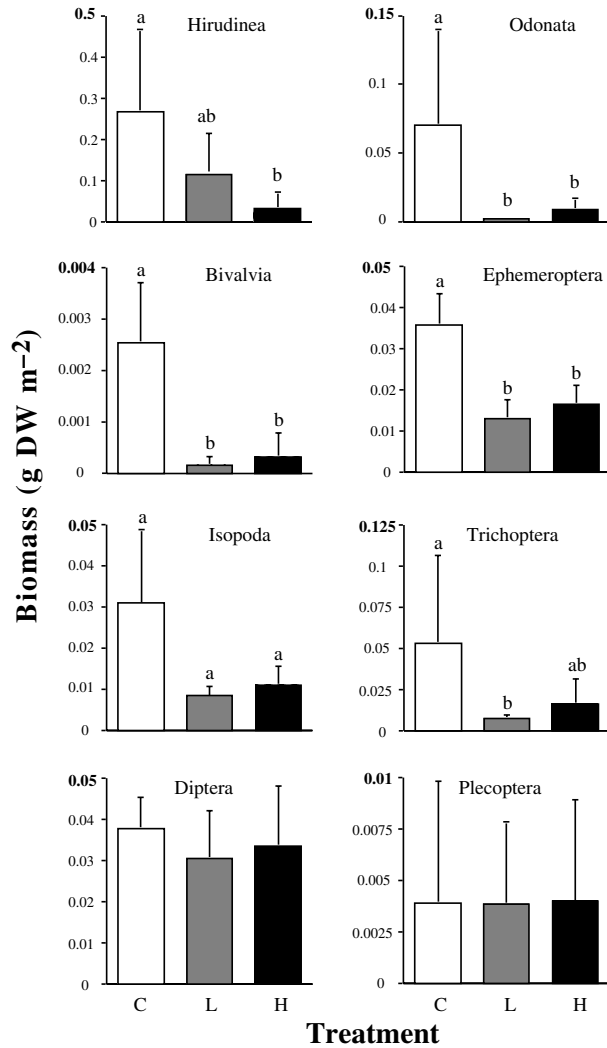 Biomass (g DW m−2)
Hirudinea
0.5
0.4
0.3
0.2
0.1
0
a
ab
b
Odonata
0.15
0.1
0.05
0
a
b
b
Bivalvia
0.004
0.003
0.002
0.001
0
a
b
b
Ephemeroptera
0.05
0.04
0.03
0.02
0.01
0
a
b
b
Isopoda
0.05
0.04
0.03
0.02
0.01
0
a
a
a
Trichoptera
0.125
0.1
0.075
0.05
0.025
0
a
b
ab
Diptera
0.05
0.04
0.03
0.02
0.01
0
C L H
Plecoptera
0.01
0.0075
0.005
0.0025
0
C L H
Treatment